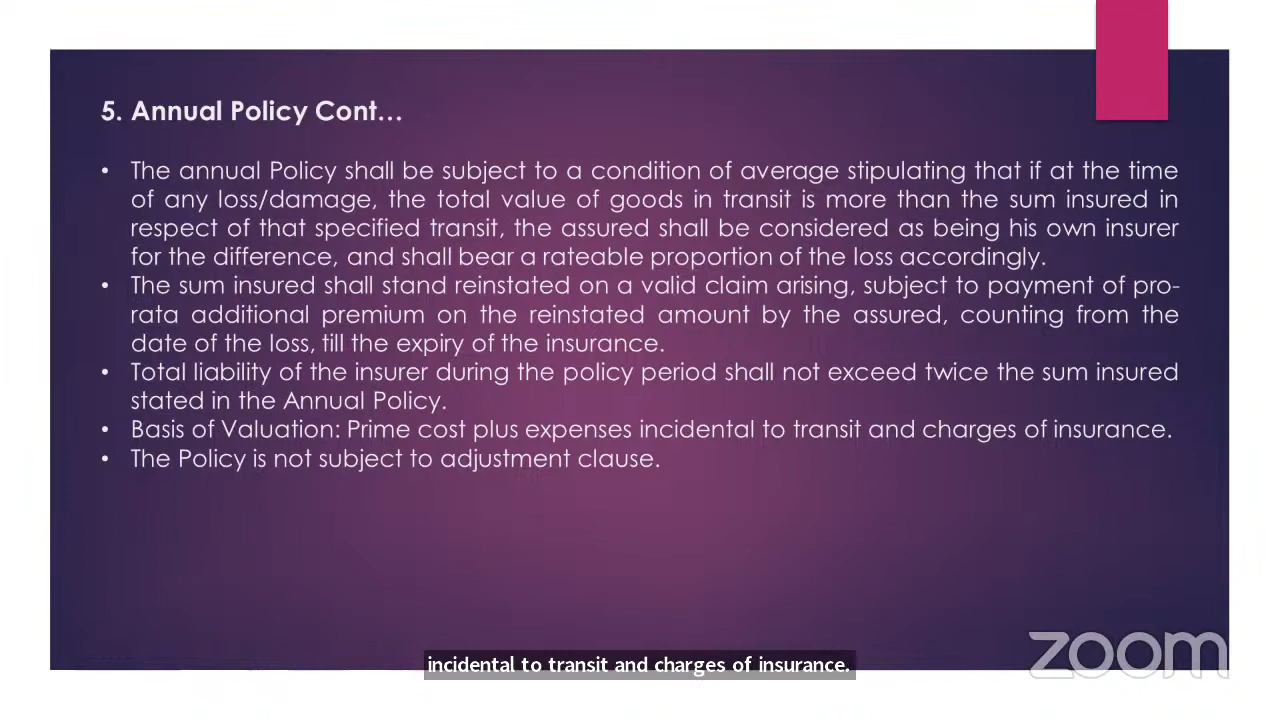 5. Annual Policy Cont...
• The annual Policy shall be subject to a condition of average stipulating that if at the time
of any loss/damage, the total value of goods in transit is more than the sum insured in
respect of that specified transit, the assured shall be considered as being his own insurer
for the difference, and shall bear a rateable proportion of the loss accordingly.
• The sum insured shall stand reinstated on a valid claim arising, subject to payment of pro-
rata additional premium on the reinstated amount by the assured, counting from the
date of the loss, till the expiry of the insurance.
• Total liability of the insurer during the policy period shall not exceed twice the sum insured
stated in the Annual Policy.
• Basis of Valuation: Prime cost plus expenses incidental to transit and charges of insurance.
• The Policy is not subject to adjustment clause.
zoom
incidental to transit and charges of insurance.